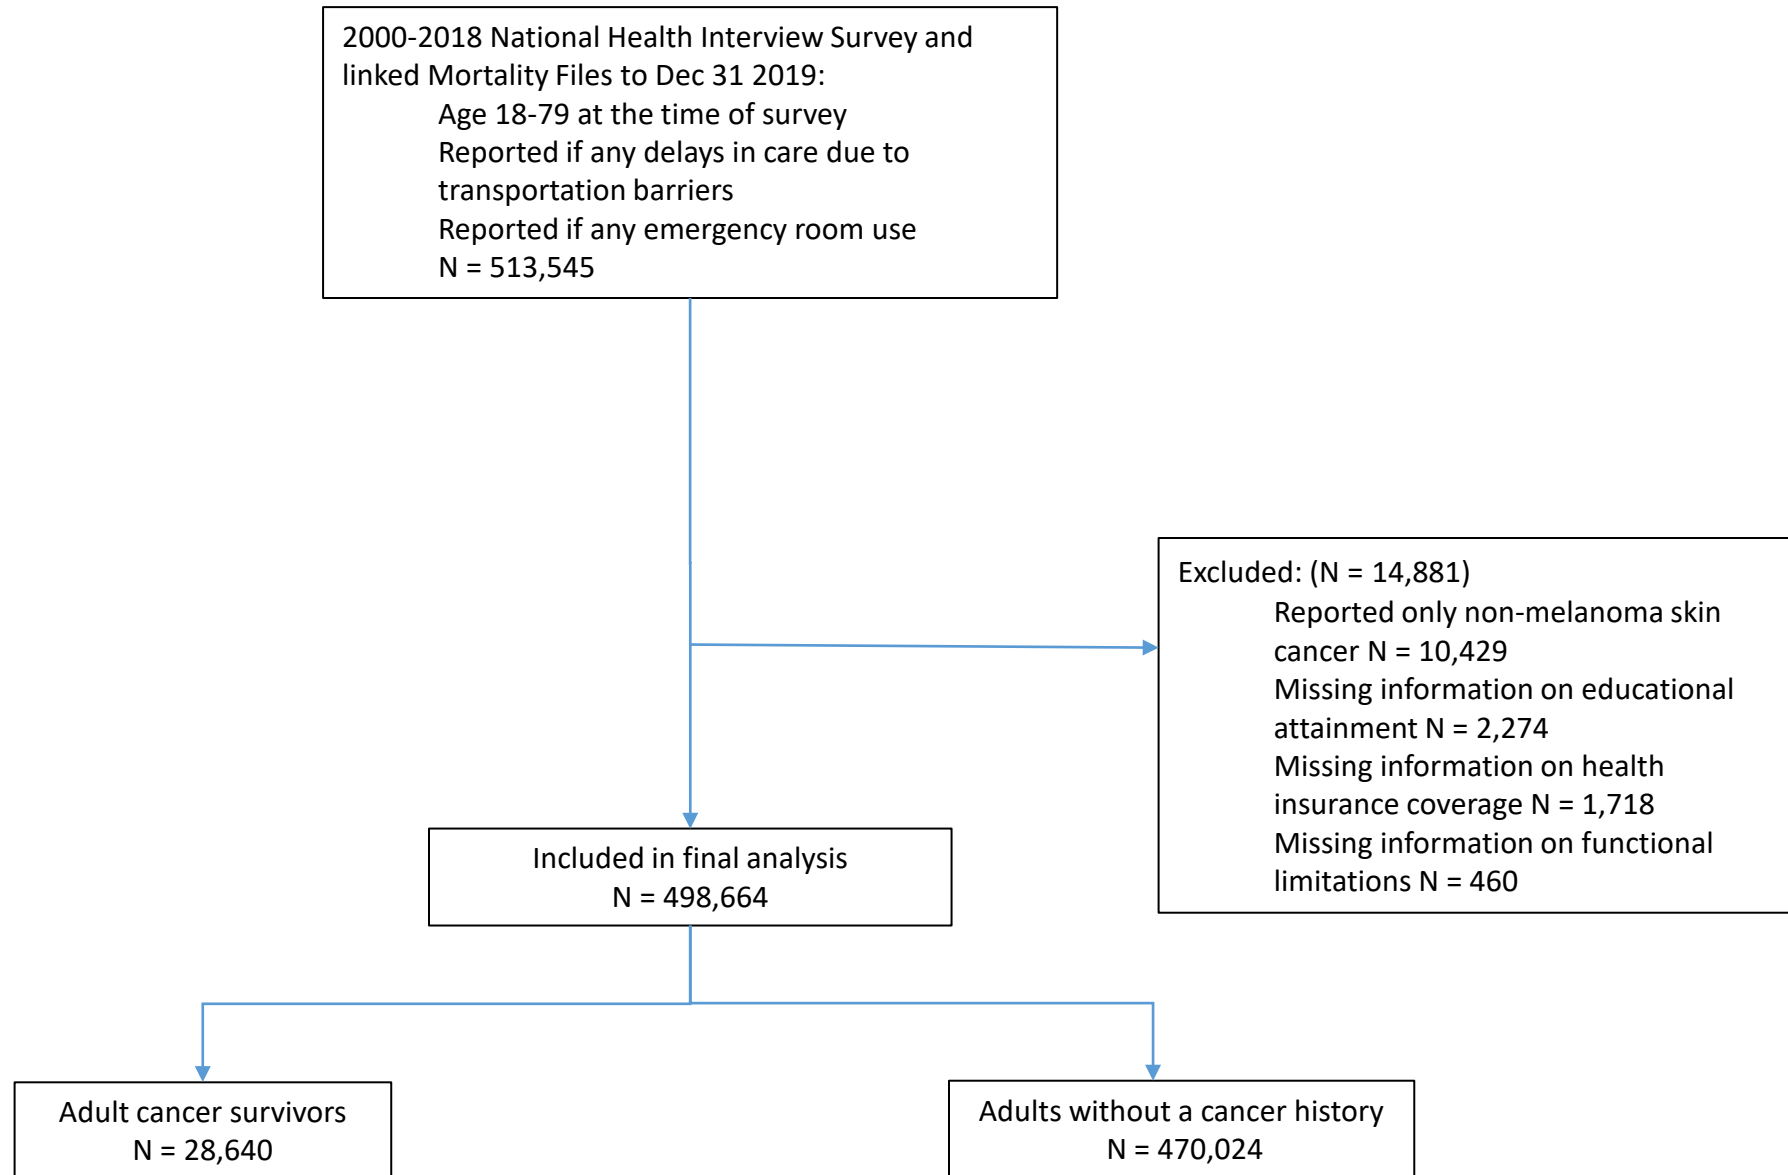 2000-2018 National Health Interview Survey and
linked Mortality Files to Dec 31 2019:
Age 18-79 at the time of survey
Reported if any delays in care due to
transportation barriers
Reported if any emergency room use
N = 513,545
Excluded: (N = 14,881)
Reported only non-melanoma skin
cancer N = 10,429
Missing information on educational
attainment N = 2,274
Missing information on health
insurance coverage N = 1,718
Missing information on functional
limitations N = 460
Included in final analysis
N = 498,664
Adult cancer survivors
N = 28,640
Adults without a cancer history
N = 470,024